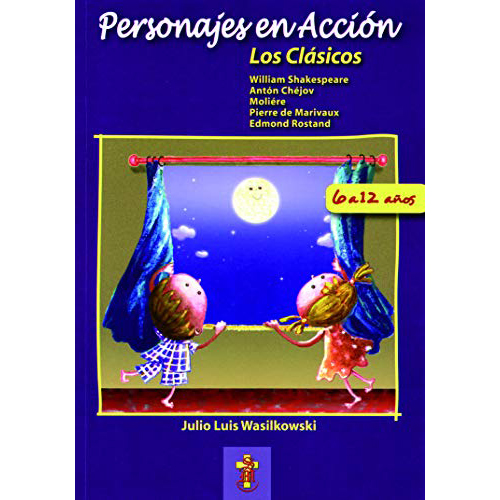 Personajes en Acción
Los Clásicos
William Shakespeare
Antón Chéjov
Moliére
Pierre de Marivaux
Edmond Rostand
6 a 12 años
Julio Luis Wasilkowski